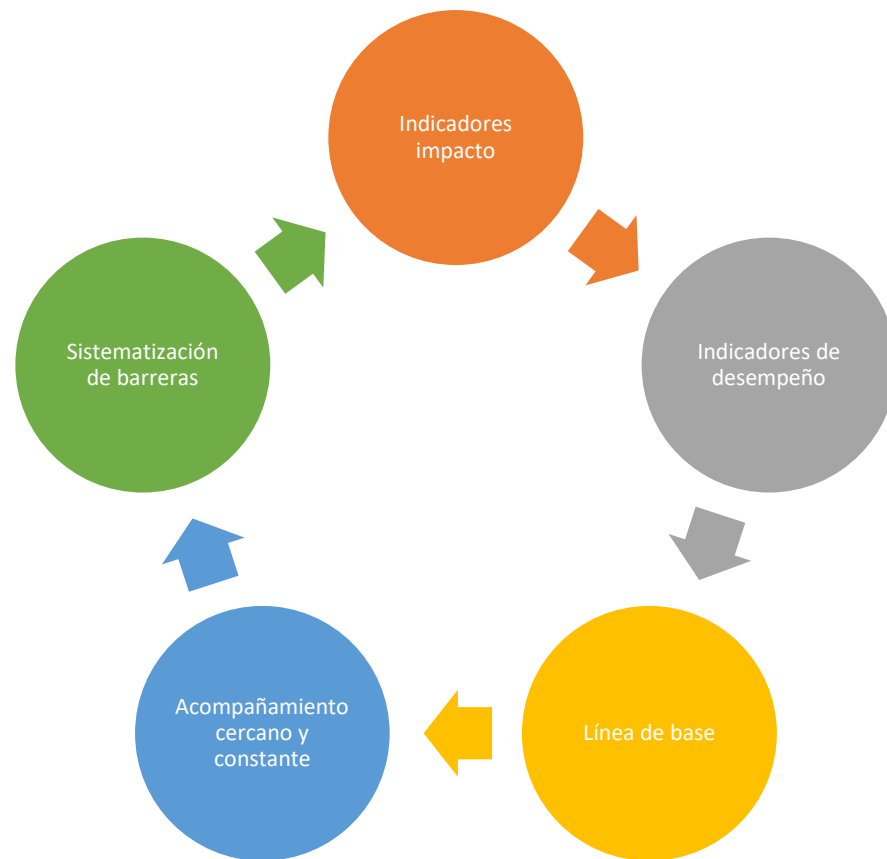 Indicadores
impacto
Indicadores de
desempeño
Línea de base
Acompañamiento
cercano y
constante
Sistematización
de barreras